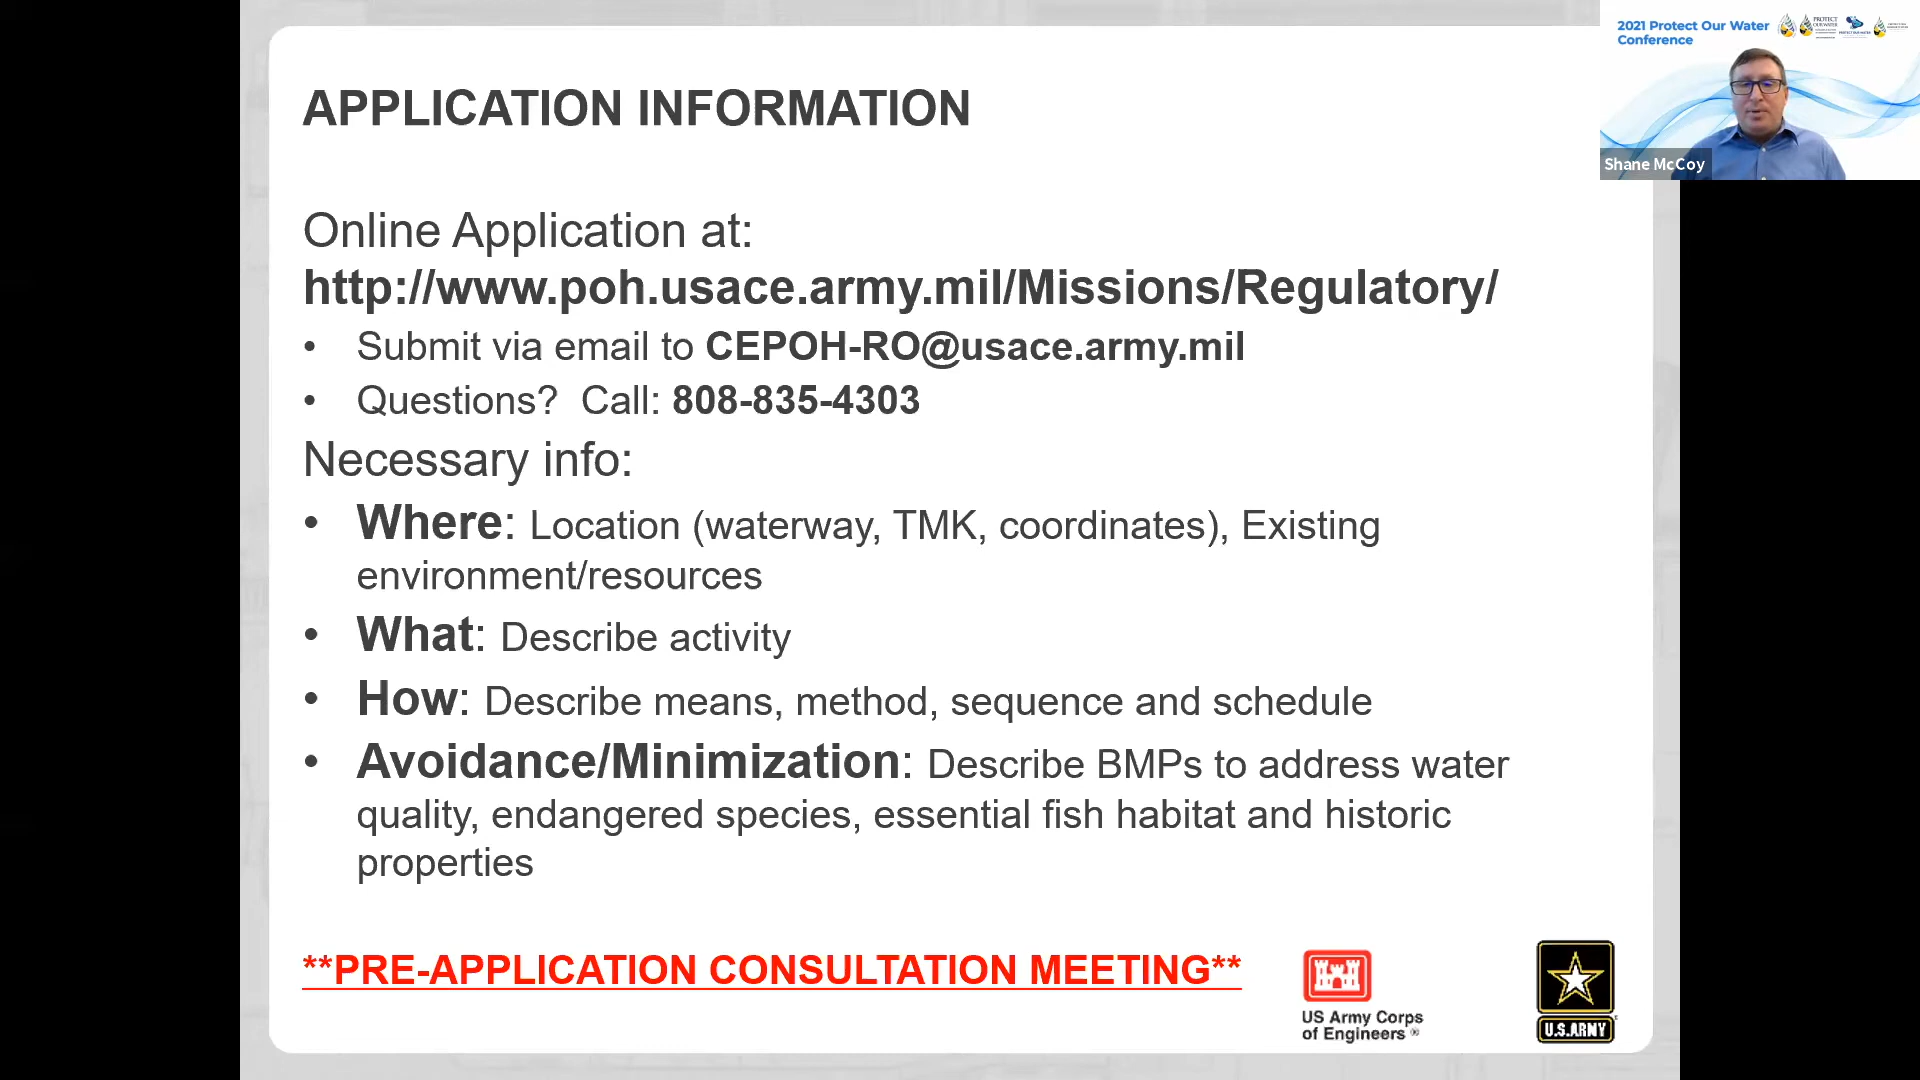 APPLICATION INFORMATION
Online Application at:
http://www.poh.usace.army.mil/Missions/Regulatory/
• Submit via email to CEPOH-RO@usace.army.mil
• Questions?  Call: 808-835-4303
Necessary info:
• Where: Location (waterway, TMK, coordinates), Existing
environment/resources
• What: Describe activity
• How: Describe means, method, sequence and schedule
• Avoidance/Minimization: Describe BMPs to address water
quality, endangered species, essential fish habitat and historic
properties
**PRE-APPLICATION CONSULTATION MEETING**
US Army Corps
of Engineers ®
U.S.ARMY
2021 Protect Our Water
Conference
PROTECT
OUR WATER
Shane McCoy